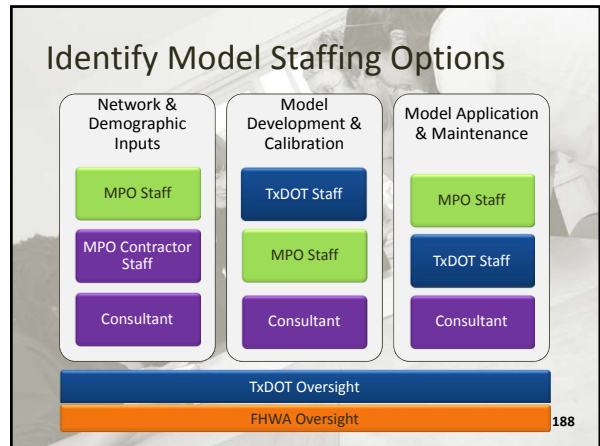 Identify Model Staffing Options
Network &
Demographic
Inputs
MPO Staff
MPO Contractor
Staff
Consultant
Model
Development &
Calibration
TxDOT Staff
MPO Staff
Consultant
Model Application
& Maintenance
MPO Staff
TxDOT Staff
Consultant
TxDOT Oversight
FHWA Oversight
188